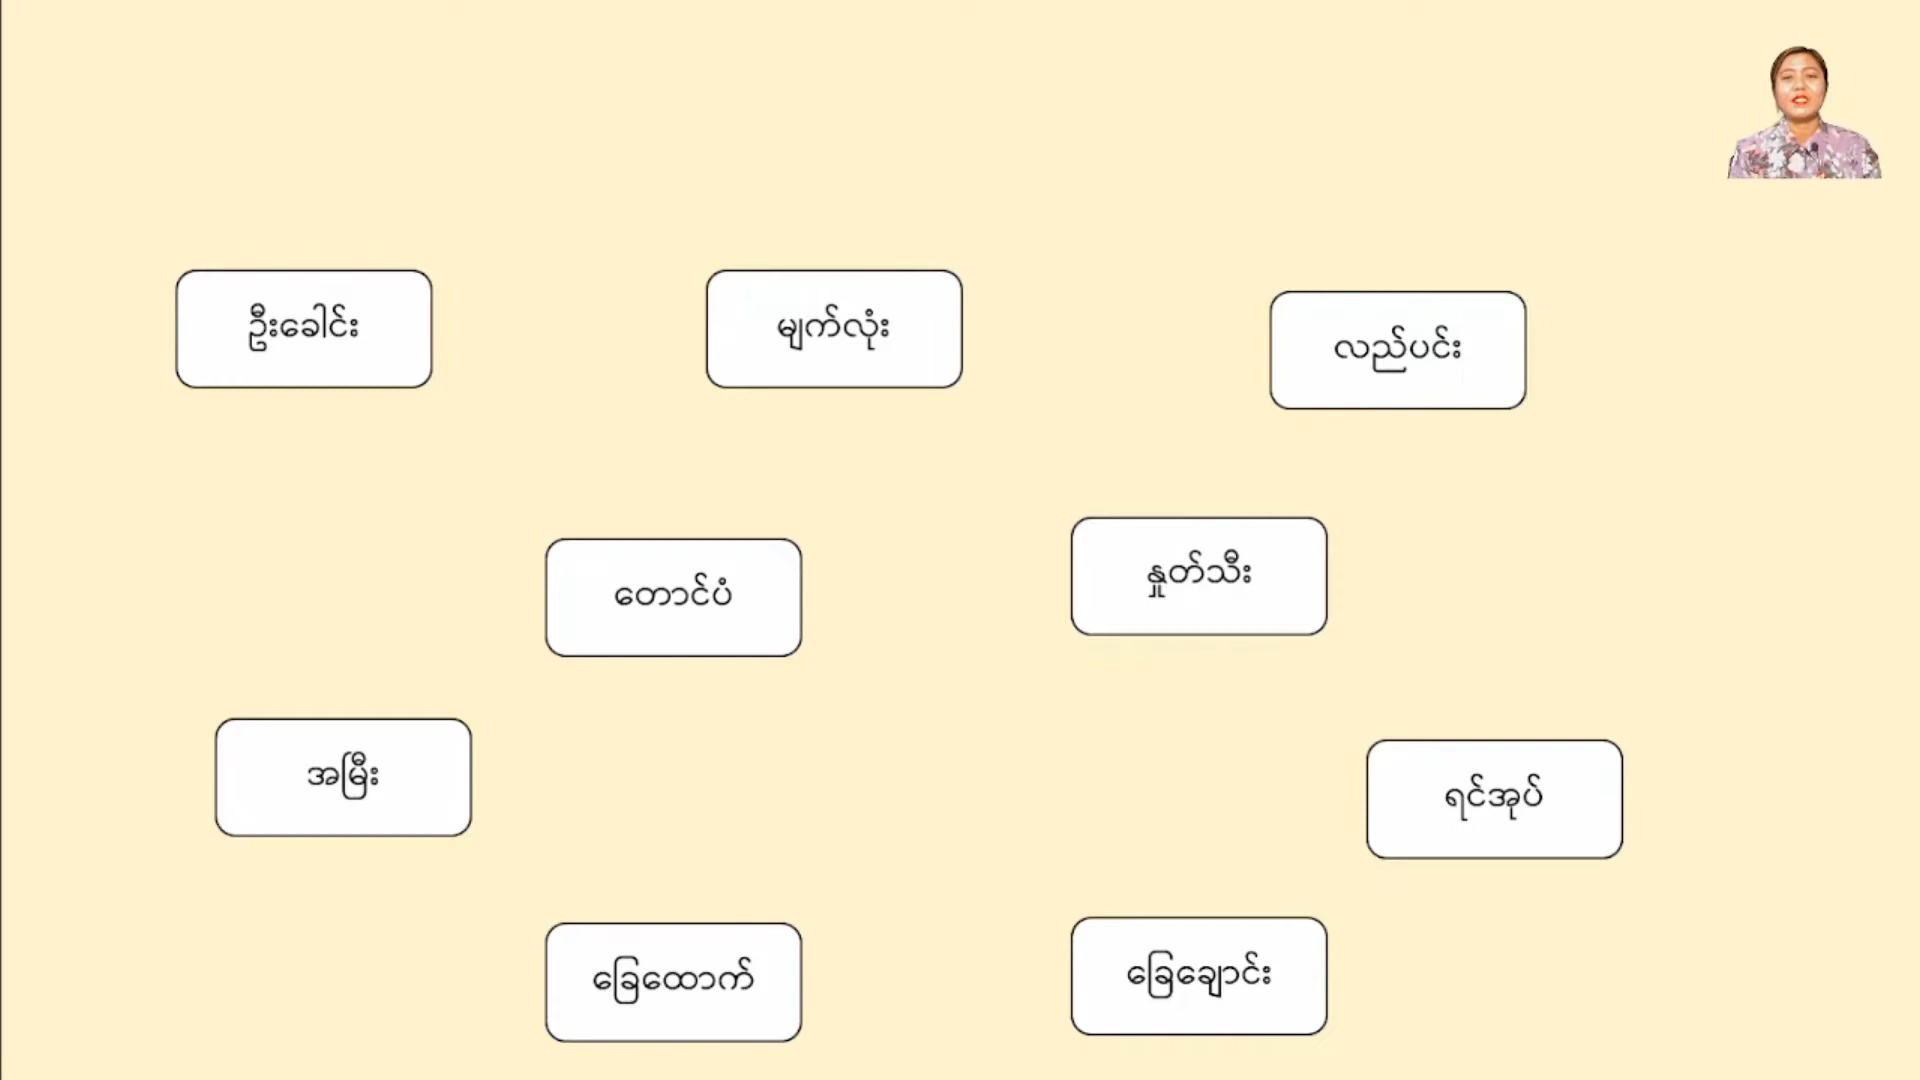 ဦးခေါင်း
မျက်လုံး
လည်ပင်း
တောင်ပံ
နှုတ်သီး
အမြီး
ရင်အုပ်
ခြေထောက်
ခြေချောင်း